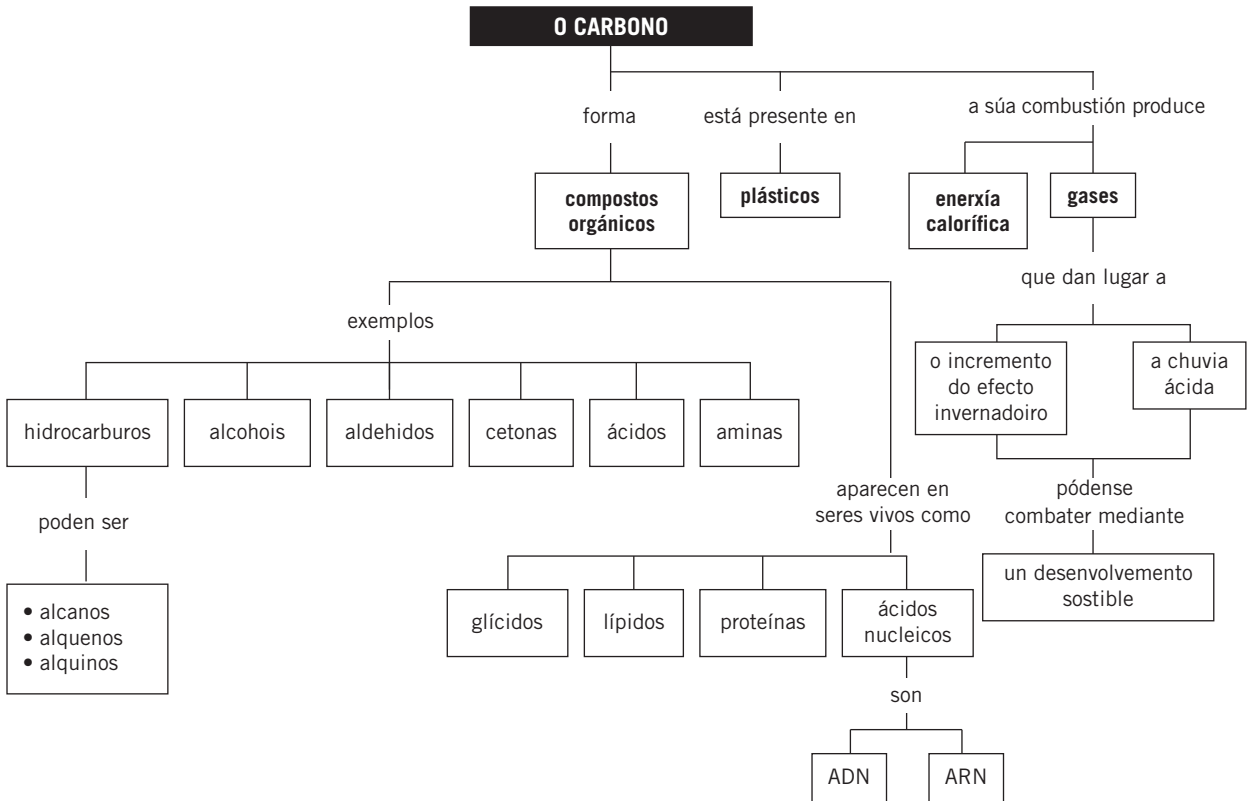 O CARBONO
forma
está presente en
a súa combustión produce
compostos
orgánicos
plásticos
enerxía
calorífica
gases
que dan lugar a
exemplos
o incremento
do efecto
invernadoiro
a chuvia
ácida
hidrocarburos
alcohois
aldehidos
cetonas
ácidos
aminas
aparecen en
seres vivos como
pódense
combater mediante
poden ser
un desenvolvemento
sostible
• alcanos
• alquenos
• alquinos
glícidos
lípidos
proteínas
ácidos
nucleicos
son
ADN
ARN